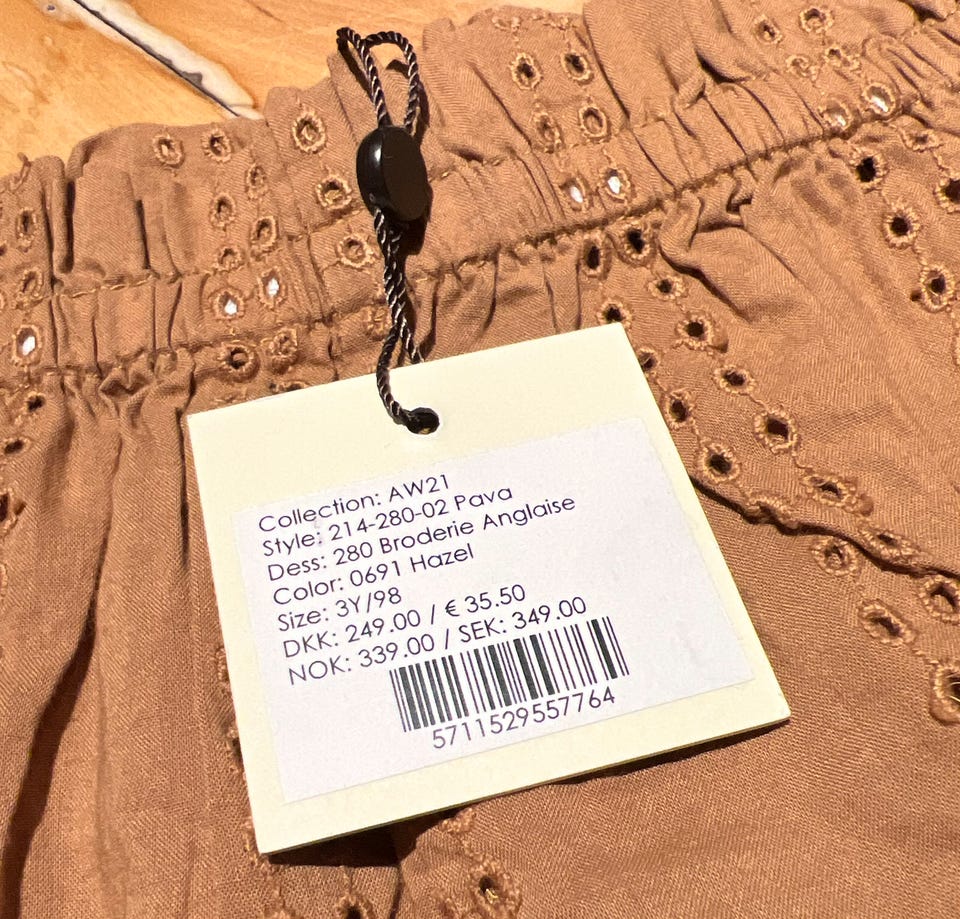 Collection: AW21
Style: 214-280-02 Pava
Dess: 280 Broderie Anglaise
Color: 0691 Hazel
Size: 3Y/98
DKK: 249.00 / € 35.50
NOK: 339.00 / SEK: 349.00
5711529557764